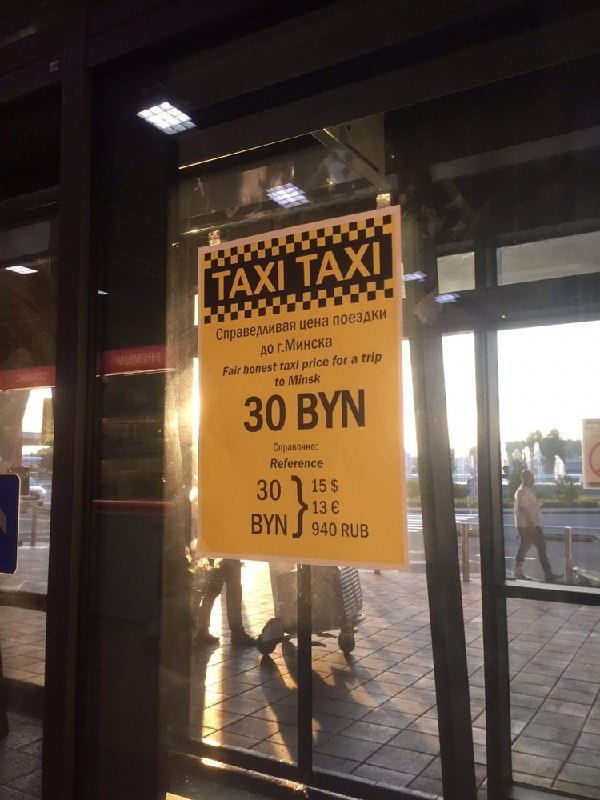 TAXI TAXI
Справедливая цена поездки
до г.Минска
Fair honest taxi price for a trip
to Minsk
30 BYN
Справочно:
Reference
30
BYN
15 $
13 €
940 RUB
PREMIUM